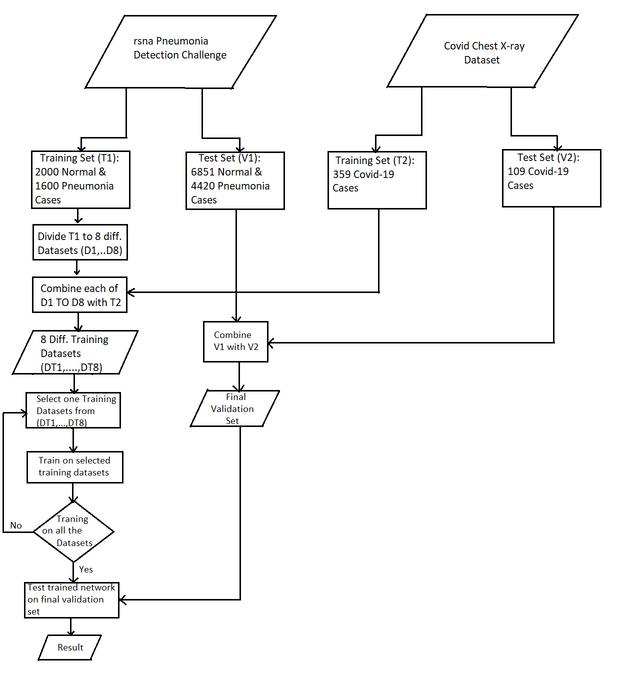 rsna Pneumonia
Detection Challenge
Covid Chest X-ray
Dataset
Training Set (T1):
2000 Normal &
1600 Pneumonia
Cases
Test Set (V1):
6851 Normal &
4420 Pneumonia
Cases
Training Set (T2):
359 Covid-19
Cases
Test Set (V2):
109 Covid-19
Cases
Divide T1 to 8 diff.
Datasets (D1,..D8)
Combine each of
D1 TO D8 with T2
8 Diff. Training
Datasets
(DT1,....,DT8)
Combine
V1 with V2
Select one Training
Datasets from
(DT1,...,DT8)
Final
Validation
Set
Train on selected
training datasets
Traning
on all the
Datasets
No
Yes
Test trained network
on final validation
set
Result